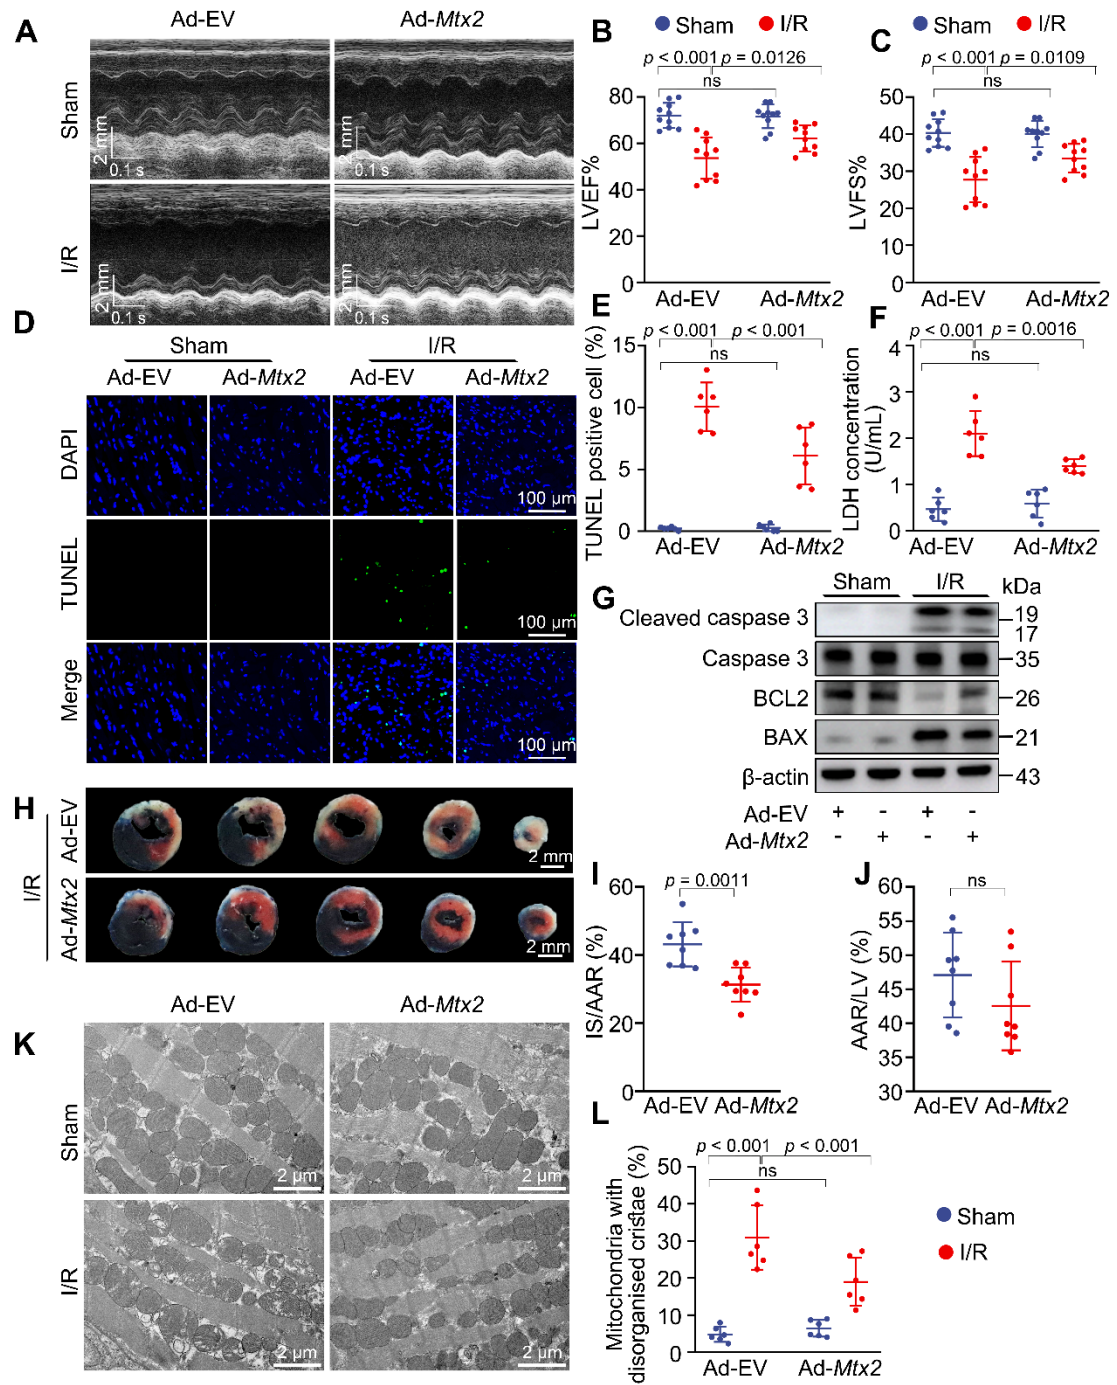 A
Ad-EV
Ad-Mtx2
Sham
I/R
2 mm
0.1 s
2 mm
0.1 s
2 mm
0.1 s
2 mm
0.1 s
B
Sham
I/R
p < 0.001
p = 0.0126
ns
LVEF%
80
60
40
20
0
Ad-EV
Ad-Mtx2
C
Sham
I/R
p < 0.001
p = 0.0109
ns
LVFS%
50
40
30
20
10
0
Ad-EV
Ad-Mtx2
D
Sham
I/R
Ad-EV
Ad-Mtx2
Ad-EV
Ad-Mtx2
DAPI
100 μm
TUNEL
100 μm
Merge
100 μm
E
p < 0.001
p < 0.001
ns
TUNEL positive cell (%)
15
10
5
0
Ad-EV
Ad-Mtx2
F
p < 0.001
p = 0.0016
ns
LDH concentration
(U/mL)
4
3
2
1
0
Ad-EV
Ad-Mtx2
G
Sham
I/R
kDa
Cleaved caspase 3
19
17
Caspase 3
35
BCL2
26
BAX
21
β-actin
43
Ad-EV + - + -
Ad-Mtx2 - + - +
H
I/R
Ad-EV
2 mm
Ad-Mtx2
2 mm
I
p = 0.0011
IS/AAR (%)
60
40
20
0
Ad-EV
Ad-Mtx2
J
ns
AAR/LV (%)
60
55
50
45
40
35
30
Ad-EV
Ad-Mtx2
K
Ad-EV
Ad-Mtx2
Sham
2 μm
2 μm
I/R
2 μm
2 μm
L
p < 0.001
p < 0.001
ns
Mitochondria with
disorganised cristae (%)
50
40
30
20
10
0
Ad-EV
Ad-Mtx2
Sham
I/R